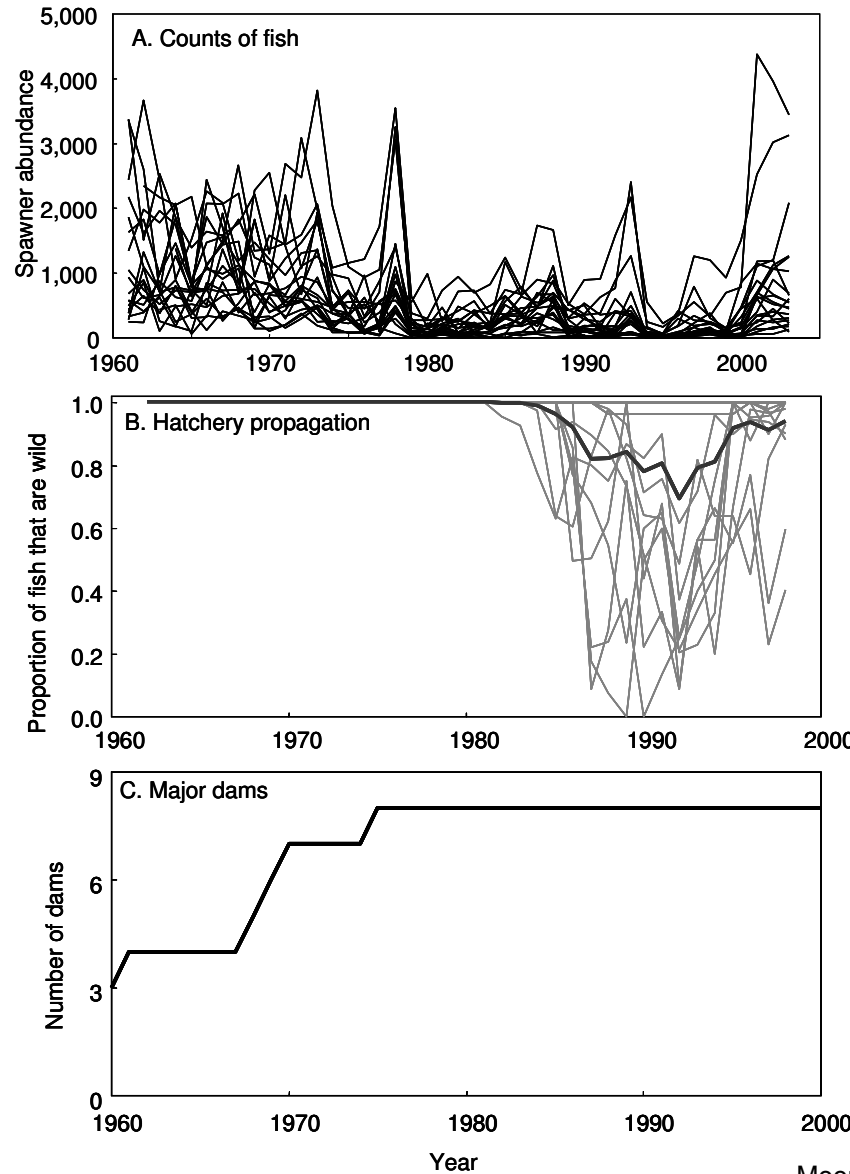 5,000
A. Counts of fish
4,000
3,000
2,000
1,000
0
Spawner abundance
1960 1970 1980 1990 2000
1.0
B. Hatchery propagation
0.8
0.6
0.4
0.2
0.0
Proportion of fish that are wild
1960 1970 1980 1990 2000
9
C. Major dams
6
3
0
Number of dams
1960 1970 1980 1990 2000
Year